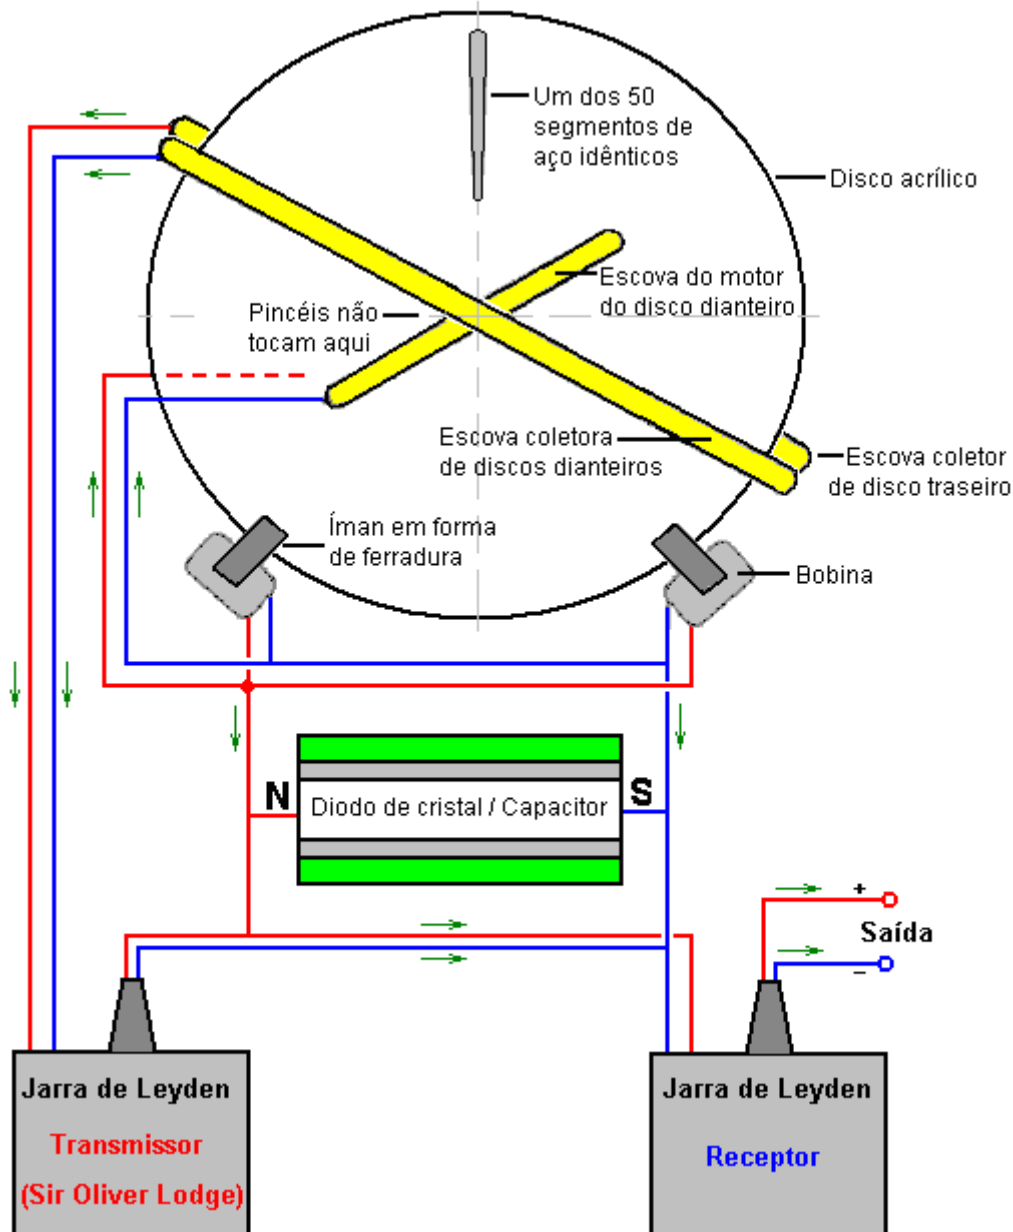 Um dos 50
segmentos de
aço idênticos
Disco acrílico
Escova do motor
do disco dianteiro
Pincéis não
tocam aqui
Escova coletora
de discos dianteiros
Escova coletor
de disco traseiro
Íman em forma
de ferradura
Bobina
N
Diodo de cristal / Capacitor
S
+
Saída
–
Jarra de Leyden
Transmissor
(Sir Oliver Lodge)
Jarra de Leyden
Receptor